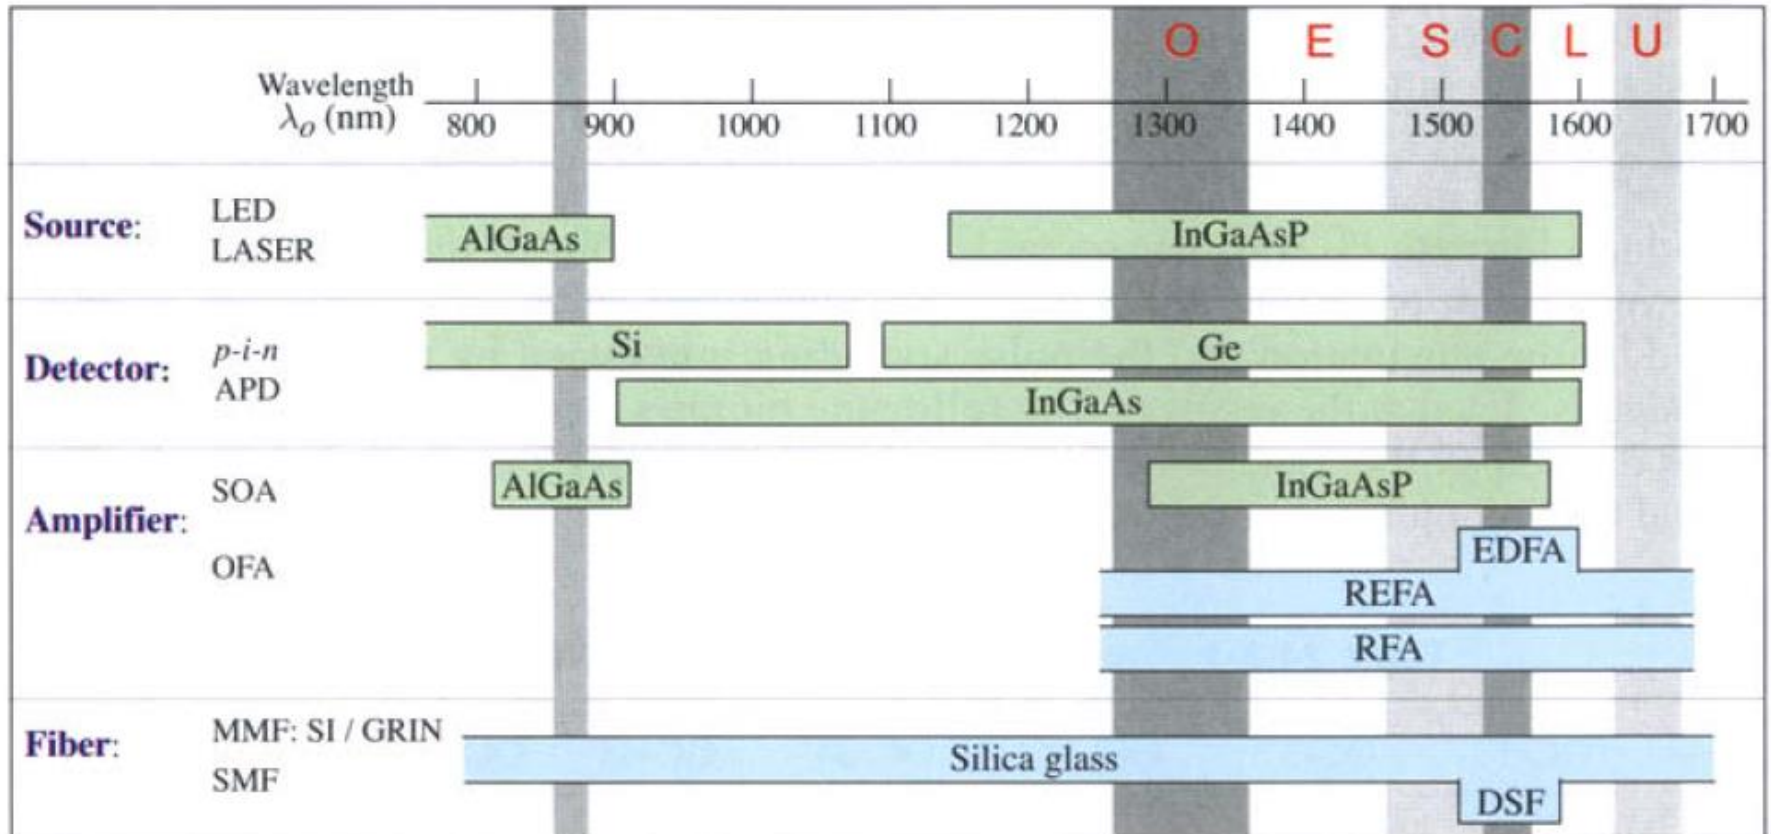 O E S C L U
Wavelength
λo (nm)
800 900 1000 1100 1200 1300 1400 1500 1600 1700
Source:
LED
LASER
AlGaAs
InGaAsP
Detector:
p-i-n
APD
Si
Ge
InGaAs
Amplifier:
SOA
AlGaAs
InGaAsP
OFA
EDFA
REFA
RFA
Fiber:
MMF: SI / GRIN
SMF
Silica glass
DSF